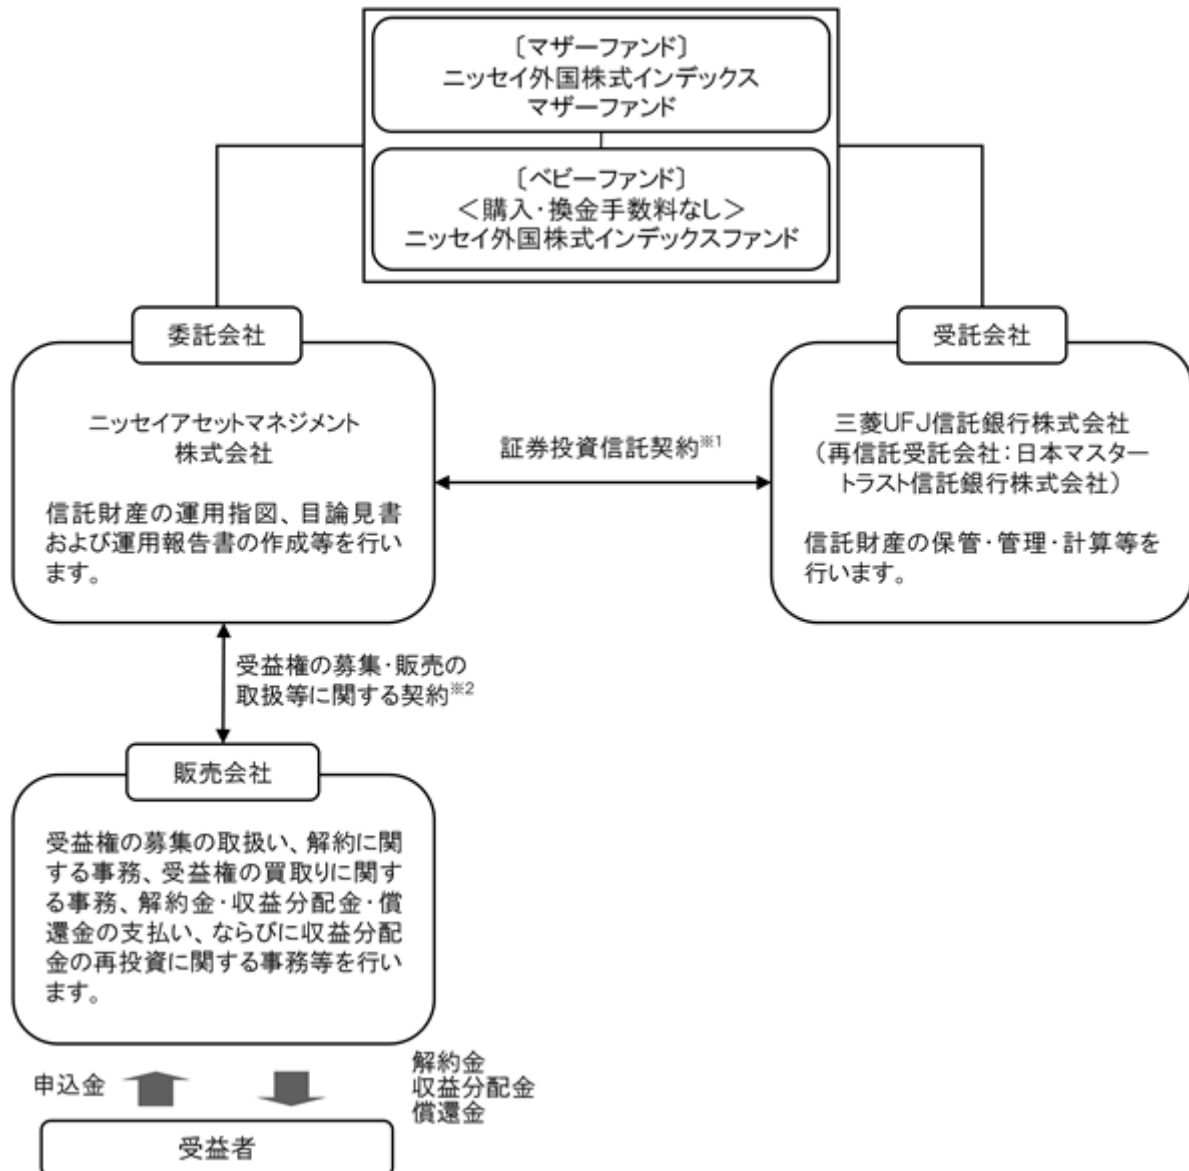 〔マザーファンド〕
ニッセイ外国株式インデックス
マザーファンド
〔ベビーファンド〕
＜購入・換金手数料なし＞
ニッセイ外国株式インデックスファンド
委託会社
ニッセイアセットマネジメント
株式会社
信託財産の運用指図、目論見書
および運用報告書の作成等を行い
ます。
証券投資信託契約※1
受託会社
三菱UFJ信託銀行株式会社
（再信託受託会社：日本マスター
トラスト信託銀行株式会社）
信託財産の保管・管理・計算等を
行います。
受益権の募集・販売の
取扱等に関する契約※2
販売会社
受益権の募集の取扱い、解約に関
する事務、受益権の買取りに関す
る事務、解約金・収益分配金・償
還金の支払い、ならびに収益分配
金の再投資に関する事務等を行い
ます。
申込金
解約金
収益分配金
償還金
受益者